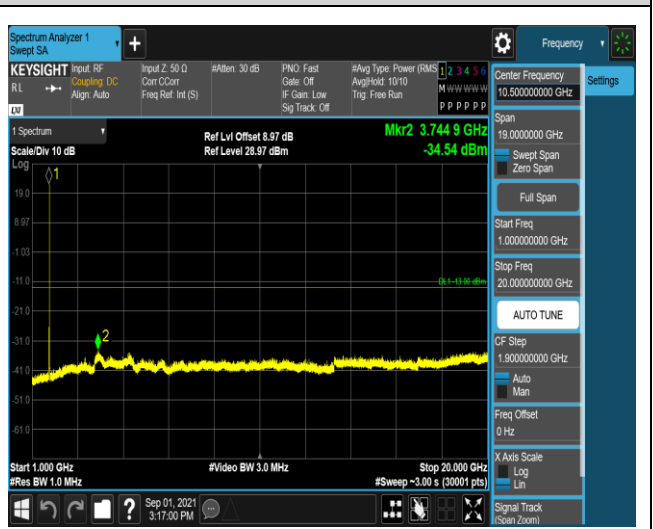 Spectrum Analyzer 1
Swept SA
Frequency
KEYSIGHT
RL
Input: RF
Coupling: DC
Align: Auto
Input Z: 50 Ω
Corr CCorr
Freq Ref: Int (S)
#Atten: 30 dB
PNO: Fast
Gate: Off
IF Gain: Low
Sig Track: Off
#Avg Type: Power (RMS
Avg|Hold: 10/10
Trig: Free Run
1 2 3 4 5 6
M W W W W W
P P P P P P
LXI
1 Spectrum
Scale/Div 10 dB
Ref Lvl Offset 8.97 dB
Ref Level 28.97 dBm
Mkr2 3.744 9 GHz
-34.54 dBm
Log
1
19.0
8.97
-1.03
-11.0
DL1 -13.00 dBm
-21.0
-31.0
2
-41.0
-51.0
-61.0
Start 1.000 GHz
#Res BW 1.0 MHz
#Video BW 3.0 MHz
Stop 20.000 GHz
#Sweep ~3.00 s (30001 pts)
Center Frequency
10.500000000 GHz
Settings
Span
19.0000000 GHz
Swept Span
Zero Span
Full Span
Start Freq
1.000000000 GHz
Stop Freq
20.000000000 GHz
AUTO TUNE
CF Step
1.900000000 GHz
Auto
Man
Freq Offset
0 Hz
X Axis Scale
Log
Lin
Signal Track
(Span Zoom)
?
Sep 01, 2021
3:17:00 PM